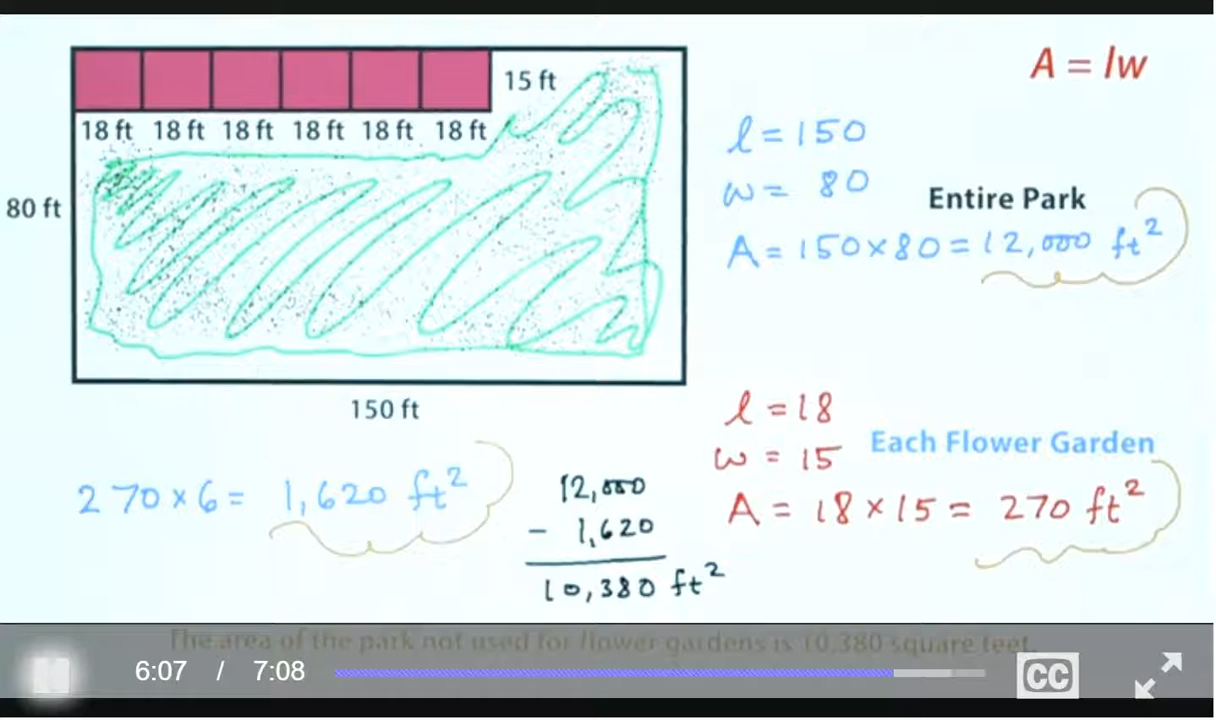 A = lw
15 ft
18 ft 18 ft 18 ft 18 ft 18 ft 18 ft
80 ft
150 ft
l = 150
w = 80
Entire Park
A = 150 × 80 = 12,000 ft²
l = 18
w = 15
Each Flower Garden
A = 18 × 15 = 270 ft²
270 × 6 = 1,620 ft²
12,000
- 1,620
10,380 ft²
The area of the park not used for flower gardens is 10,380 square feet.
6:07 / 7:08
CC